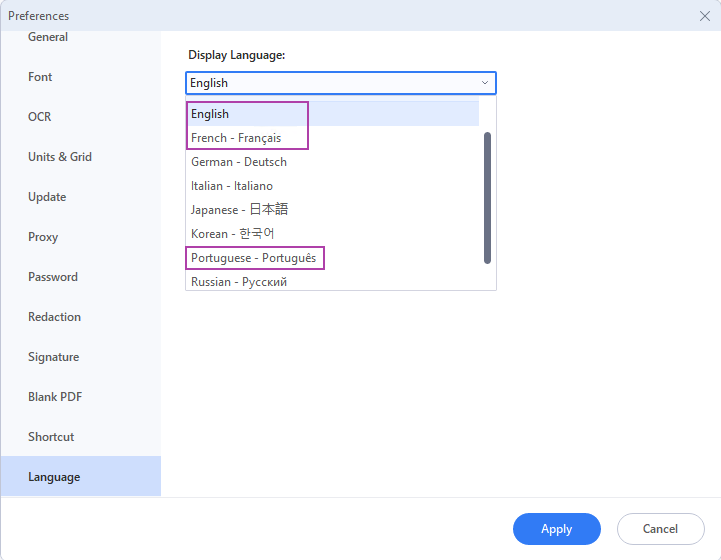 Preferences
General
Font
OCR
Units & Grid
Update
Proxy
Password
Redaction
Signature
Blank PDF
Shortcut
Language
Display Language:
English
English
French - Français
German - Deutsch
Italian - Italiano
Japanese - 日本語
Korean - 한국어
Portuguese - Português
Russian - Русский
Apply
Cancel